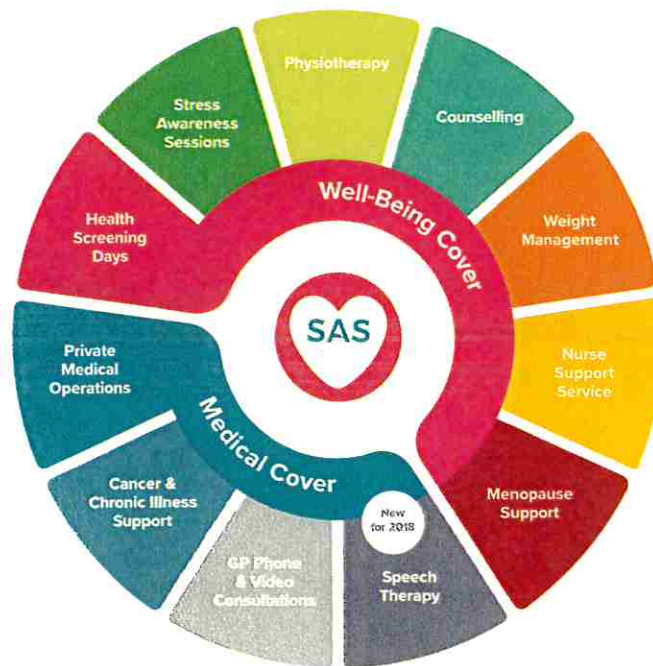 Physiotherapy
Counselling
Weight
Management
Nurse
Support
Service
Menopause
Support
Speech
Therapy
New
for 2018
GP Phone
& Video
Consultations
Cancer &
Chronic Illness
Support
Private
Medical
Operations
Health
Screening
Days
Stress
Awareness
Sessions
Well-Being Cover
Medical Cover
SAS